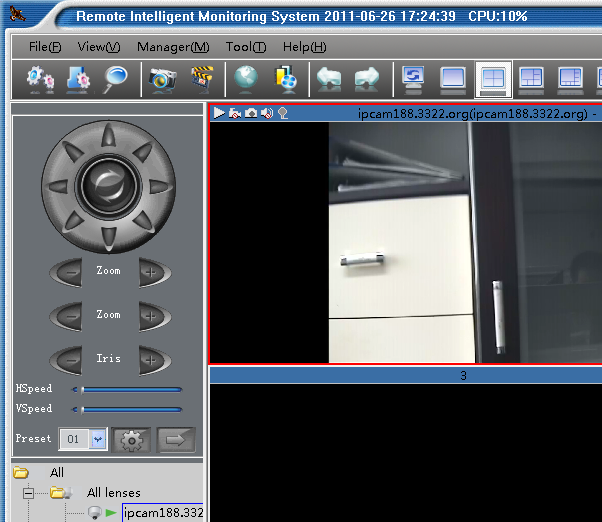 Remote Intelligent Monitoring System 2011-06-26 17:24:39 CPU:10%
File(F) View(V) Manager(M) Tool(T) Help(H)
ipcam188.3322.org(ipcam188.3322.org) -
Zoom
Zoom
Iris
HSpeed
VSpeed
3
Preset 01
All
All lenses
ipcam188.332